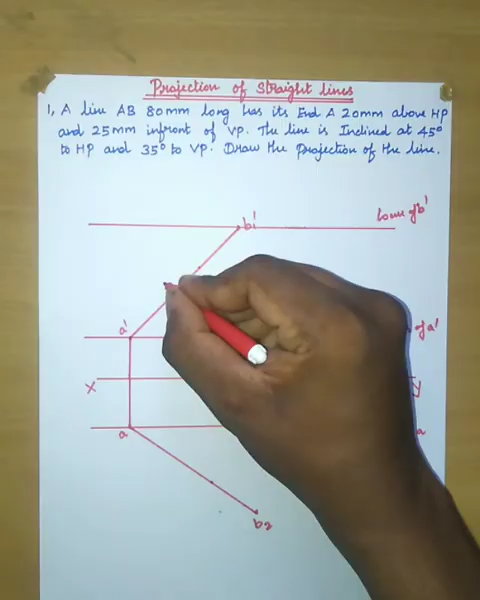 Projection of Straight lines
1, A line AB 80mm long has its End A 20mm above HP
and 25mm infront of VP. The line is Inclined at 45°
to HP and 35° to VP. Draw the Projection of the line.
b1'
locus of b'
a'
of a'
X
Y
a
a
b2